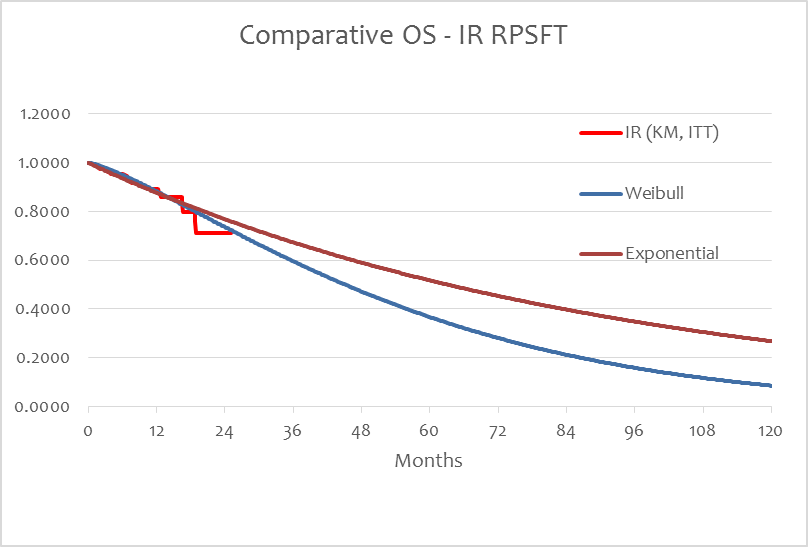 Comparative OS - IR RPSFT
1.2000
1.0000
0.8000
0.6000
0.4000
0.2000
0.0000
IR (KM, ITT)
Weibull
Exponential
0 12 24 36 48 60 72 84 96 108 120
Months